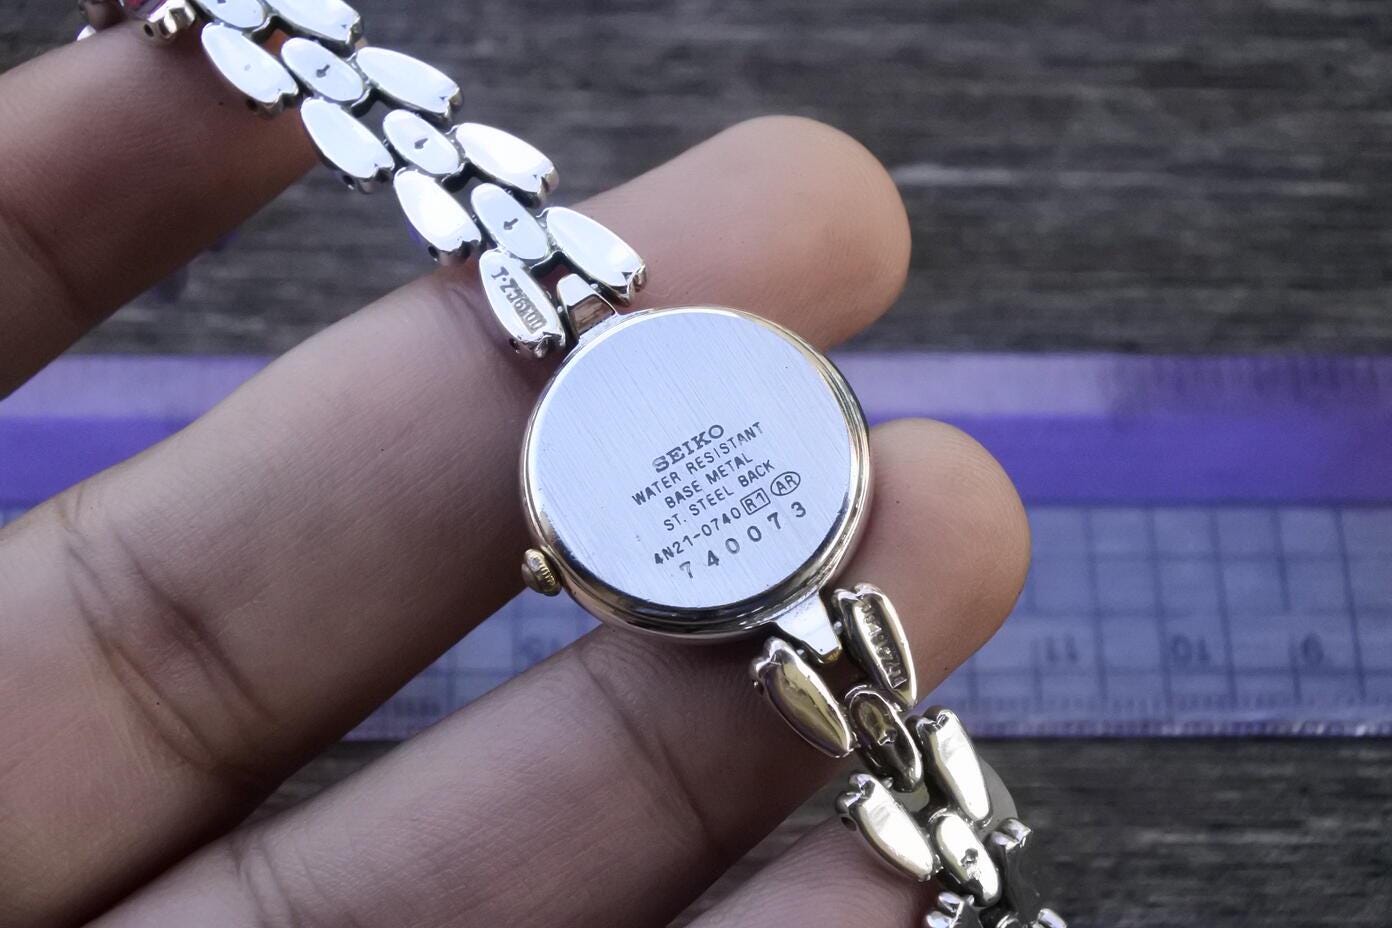 SEIKO
WATER RESISTANT
BASE METAL
ST. STEEL BACK
4N21-0740 R1 AR
740073
11
10
9